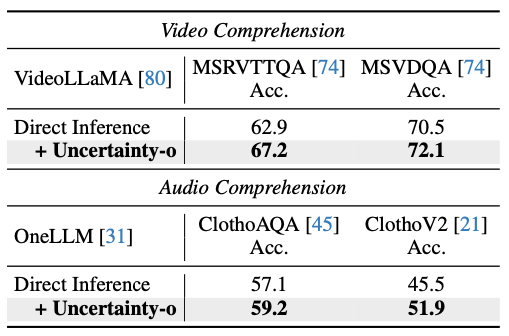 Video Comprehension
VideoLLaMA [80] MSRVTTQA [74] MSVDQA [74]
Acc. Acc.
Direct Inference 62.9 70.5
+ Uncertainty-o 67.2 72.1
Audio Comprehension
OneLLM [31] ClothoAQA [45] ClothoV2 [21]
Acc. Acc.
Direct Inference 57.1 45.5
+ Uncertainty-o 59.2 51.9